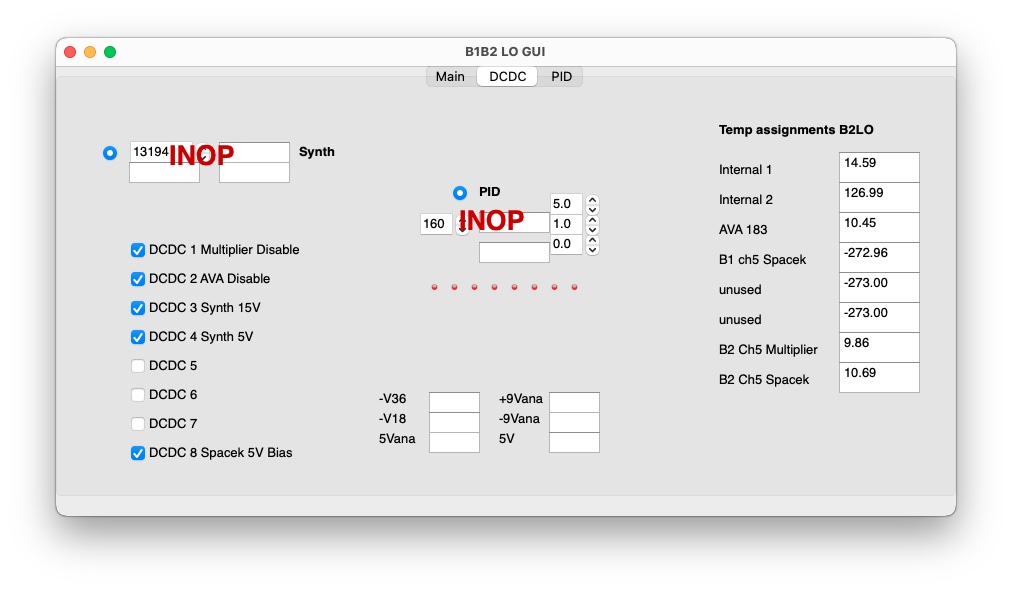 B1B2 LO GUI
Main DCDC PID
Temp assignments B2LO
13194 INOP Synth
Internal 1 14.59
PID
Internal 2 126.99
5.0
160 INOP 1.0
AVA 183 10.45
0.0
DCDC 1 Multiplier Disable
B1 ch5 Spacek -272.96
DCDC 2 AVA Disable
unused -273.00
DCDC 3 Synth 15V
unused -273.00
DCDC 4 Synth 5V
B2 Ch5 Multiplier 9.86
DCDC 5
B2 Ch5 Spacek 10.69
DCDC 6
-V36 +9Vana
DCDC 7
-V18 -9Vana
5Vana 5V
DCDC 8 Spacek 5V Bias